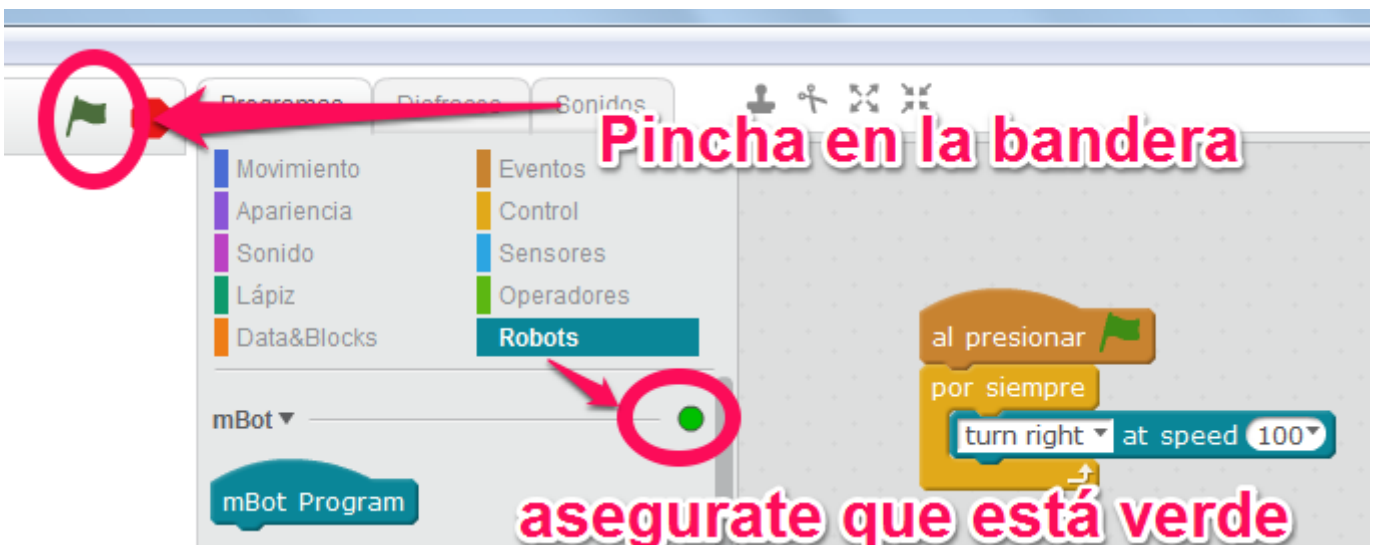 Programas Disfraces Sonidos
Pincha en la bandera
Movimiento Eventos
Apariencia Control
Sonido Sensores
Lápiz Operadores
Data&Blocks Robots
al presionar
por siempre
turn right at speed 100
mBot
mBot Program
asegurate que está verde